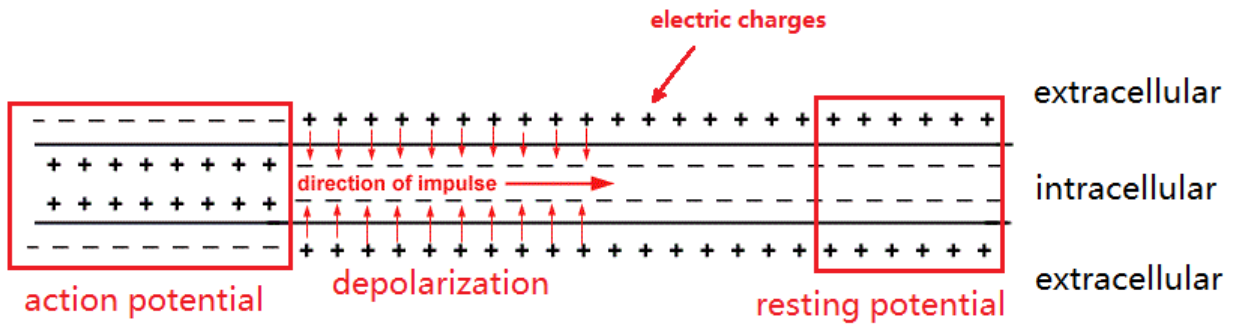 electric charges
extracellular
direction of impulse
intracellular
action potential
depolarization
resting potential
extracellular